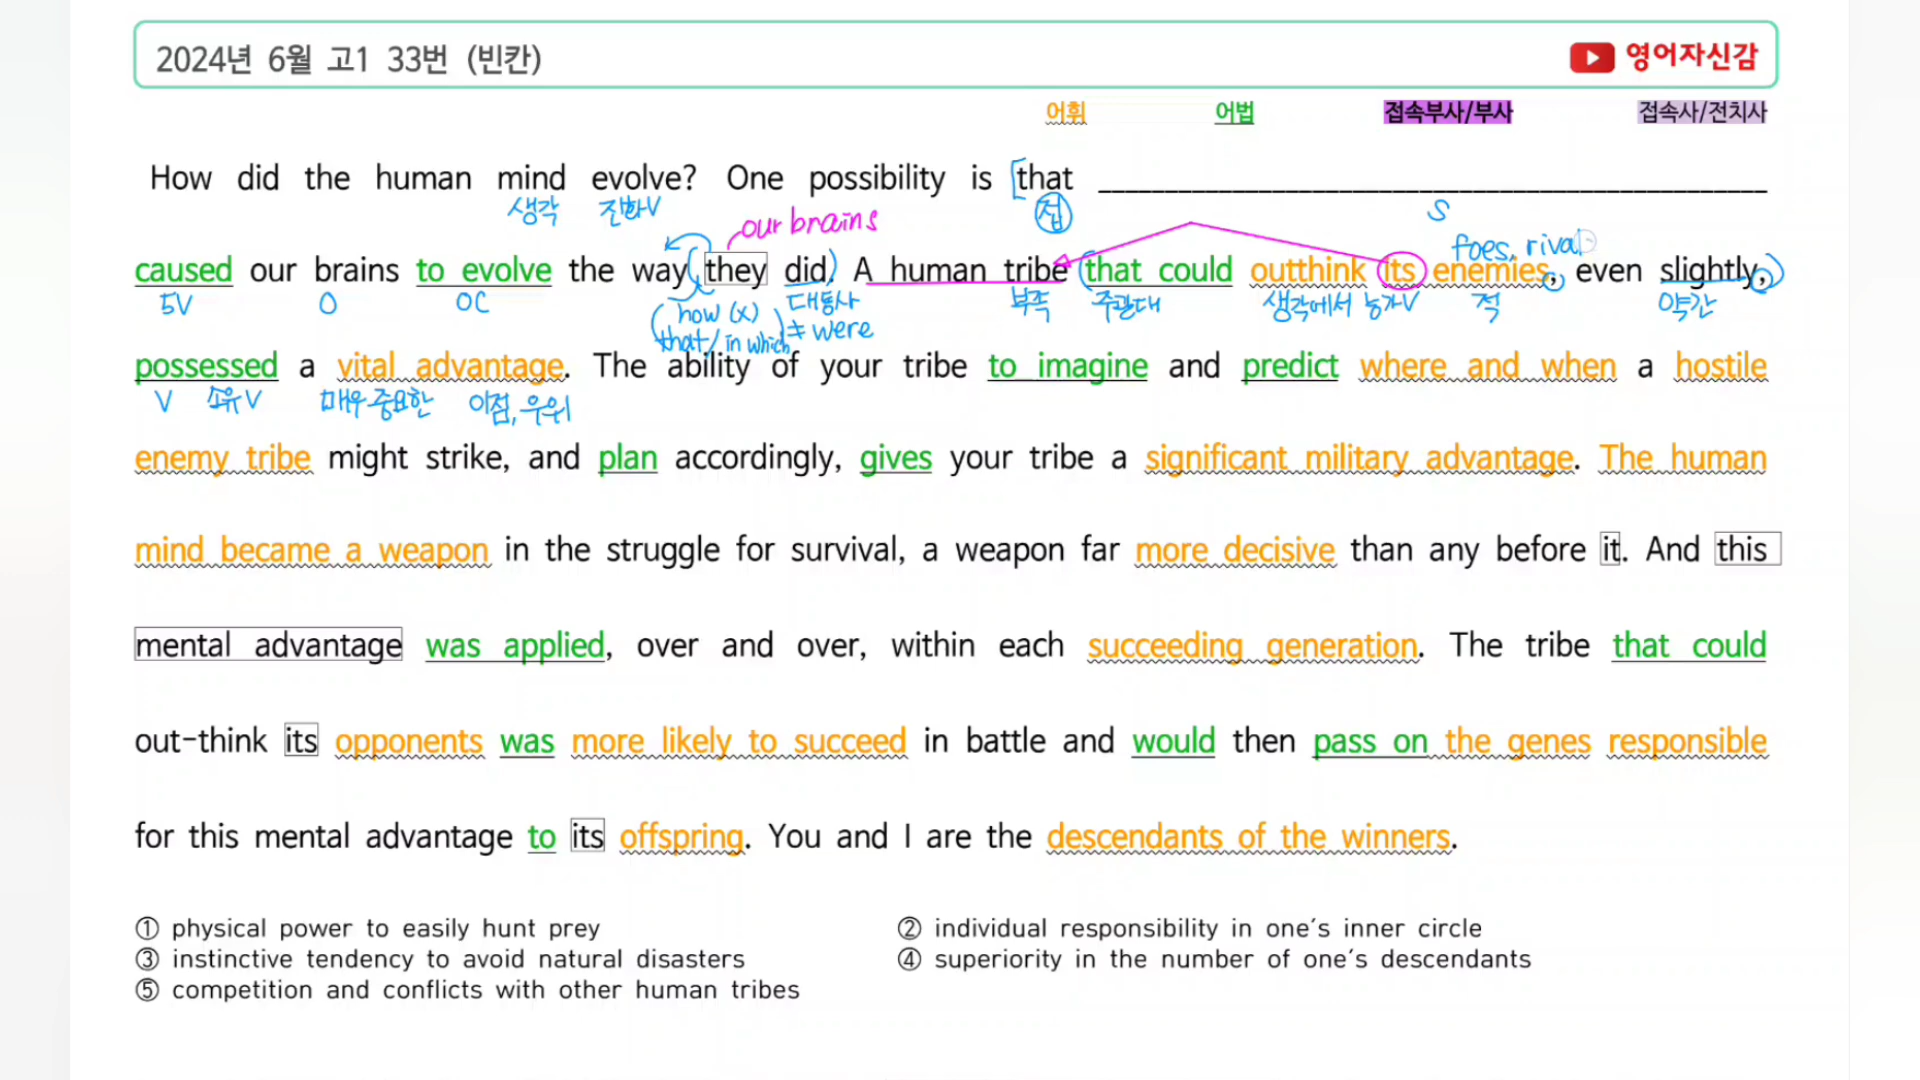 2024년 6월 고1 33번 (빈칸)
영어자신감
어휘 어법 접속부사/부사 접속사/전치사
How did the human mind evolve? One possibility is [that ____________________
생각 진화V 접 S
our brains foes, rival
caused our brains to evolve the way (they did). A human tribe (that could outthink its enemies, even slightly,)
5V O OC how (x) 대동사 부족 주관대 생각에서 능가V 적 약간
that/in which ≠ were
possessed a vital advantage. The ability of your tribe to imagine and predict where and when a hostile
V 소유V 매우 중요한 이점, 우위
enemy tribe might strike, and plan accordingly, gives your tribe a significant military advantage. The human
mind became a weapon in the struggle for survival, a weapon far more decisive than any before it. And this
mental advantage was applied, over and over, within each succeeding generation. The tribe that could
out-think its opponents was more likely to succeed in battle and would then pass on the genes responsible
for this mental advantage to its offspring. You and I are the descendants of the winners.
① physical power to easily hunt prey ② individual responsibility in one's inner circle
③ instinctive tendency to avoid natural disasters ④ superiority in the number of one's descendants
⑤ competition and conflicts with other human tribes